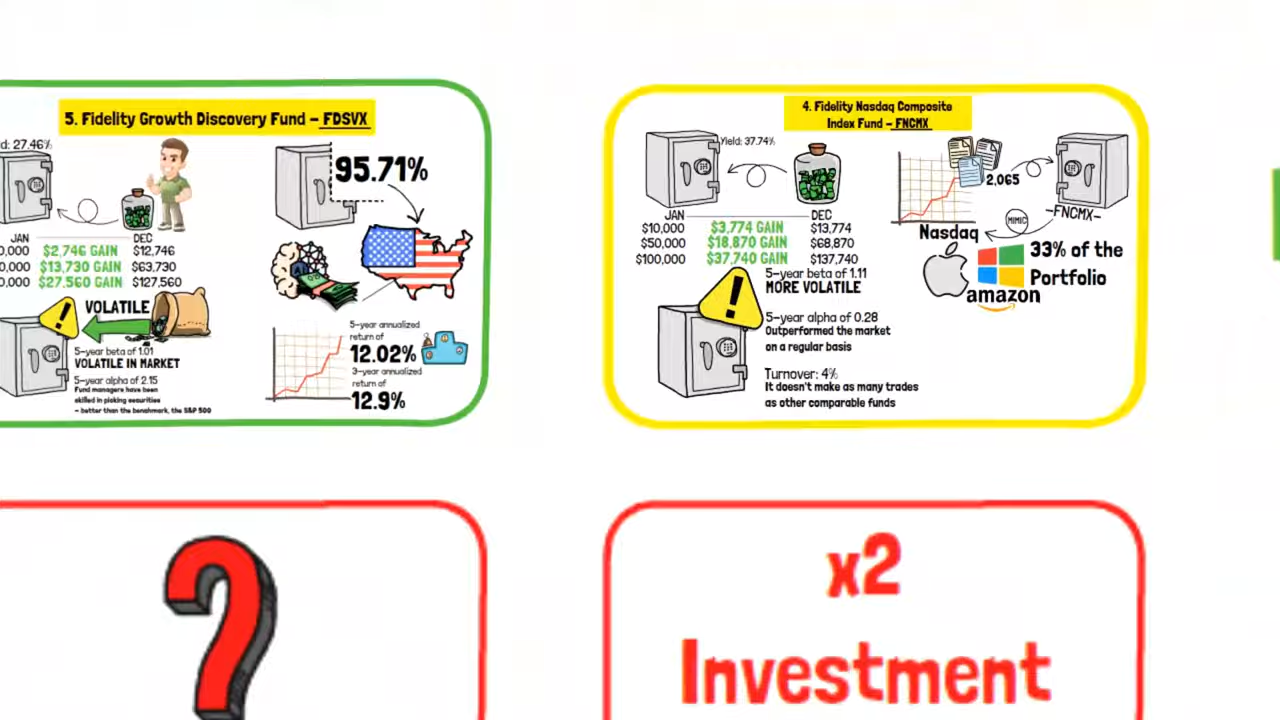 5. Fidelity Growth Discovery Fund – FDSVX
d: 27.46%
JAN DEC
0,000 $2,746 GAIN $12,746
0,000 $13,730 GAIN $63,730
0,000 $27,560 GAIN $127,560
VOLATILE
5-year beta of 1.01
VOLATILE IN MARKET
5-year alpha of 2.15
Fund managers have been
skilled in picking securities
– better than the benchmark, the S&P 500
95.71%
AI
5-year annualized
return of
12.02%
3-year annualized
return of
12.9%
4. Fidelity Nasdaq Composite
Index Fund – FNCMX
Yield: 37.74%
JAN DEC
$10,000 $3,774 GAIN $13,774
$50,000 $18,870 GAIN $68,870
$100,000 $37,740 GAIN $137,740
5-year beta of 1.11
MORE VOLATILE
5-year alpha of 0.28
Outperformed the market
on a regular basis
Turnover: 4%
It doesn't make as many trades
as other comparable funds
2,065
–FNCMX–
MIMIC
Nasdaq
33% of the
Portfolio
amazon
?
x2
Investment